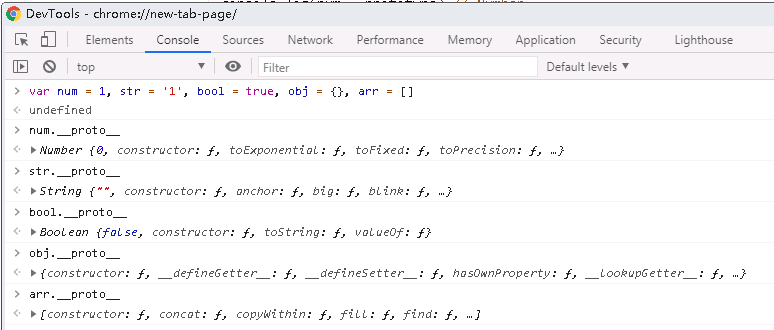 DevTools - chrome://new-tab-page/
Elements Console Sources Network Performance Memory Application Security Lighthouse
top Filter Default levels
var num = 1, str = '1', bool = true, obj = {}, arr = []
undefined
num.__proto__
Number {0, constructor: ƒ, toExponential: ƒ, toFixed: ƒ, toPrecision: ƒ, …}
str.__proto__
String {"", constructor: ƒ, anchor: ƒ, big: ƒ, blink: ƒ, …}
bool.__proto__
Boolean {false, constructor: ƒ, toString: ƒ, valueOf: ƒ}
obj.__proto__
{constructor: ƒ, __defineGetter__: ƒ, __defineSetter__: ƒ, hasOwnProperty: ƒ, __lookupGetter__: ƒ, …}
arr.__proto__
[constructor: ƒ, concat: ƒ, copyWithin: ƒ, fill: ƒ, find: ƒ, …]